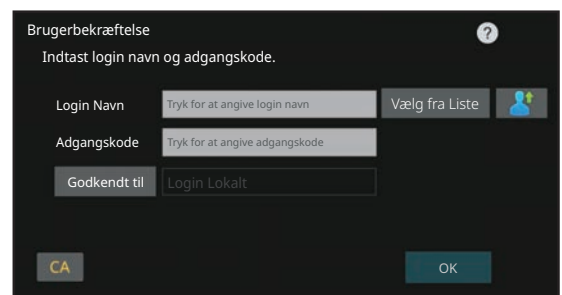 Brugerbekræftelse
?
Indtast login navn og adgangskode.
Login Navn Tryk for at angive login navn Vælg fra Liste
Adgangskode Tryk for at angive adgangskode
Godkendt til Login Lokalt
CA OK